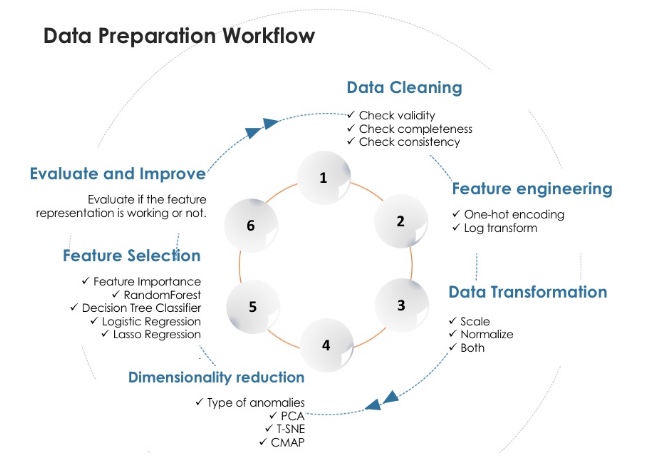 Data Preparation Workflow
Data Cleaning
✓ Check validity
✓ Check completeness
✓ Check consistency
1
Feature engineering
✓ One-hot encoding
✓ Log transform
2
Data Transformation
✓ Scale
✓ Normalize
✓ Both
3
Dimensionality reduction
✓ Type of anomalies
✓ PCA
✓ T-SNE
✓ CMAP
4
Feature Selection
✓ Feature Importance
✓ RandomForest
✓ Decision Tree Classifier
✓ Logistic Regression
✓ Lasso Regression
5
Evaluate and Improve
Evaluate if the feature
representation is working or not.
6